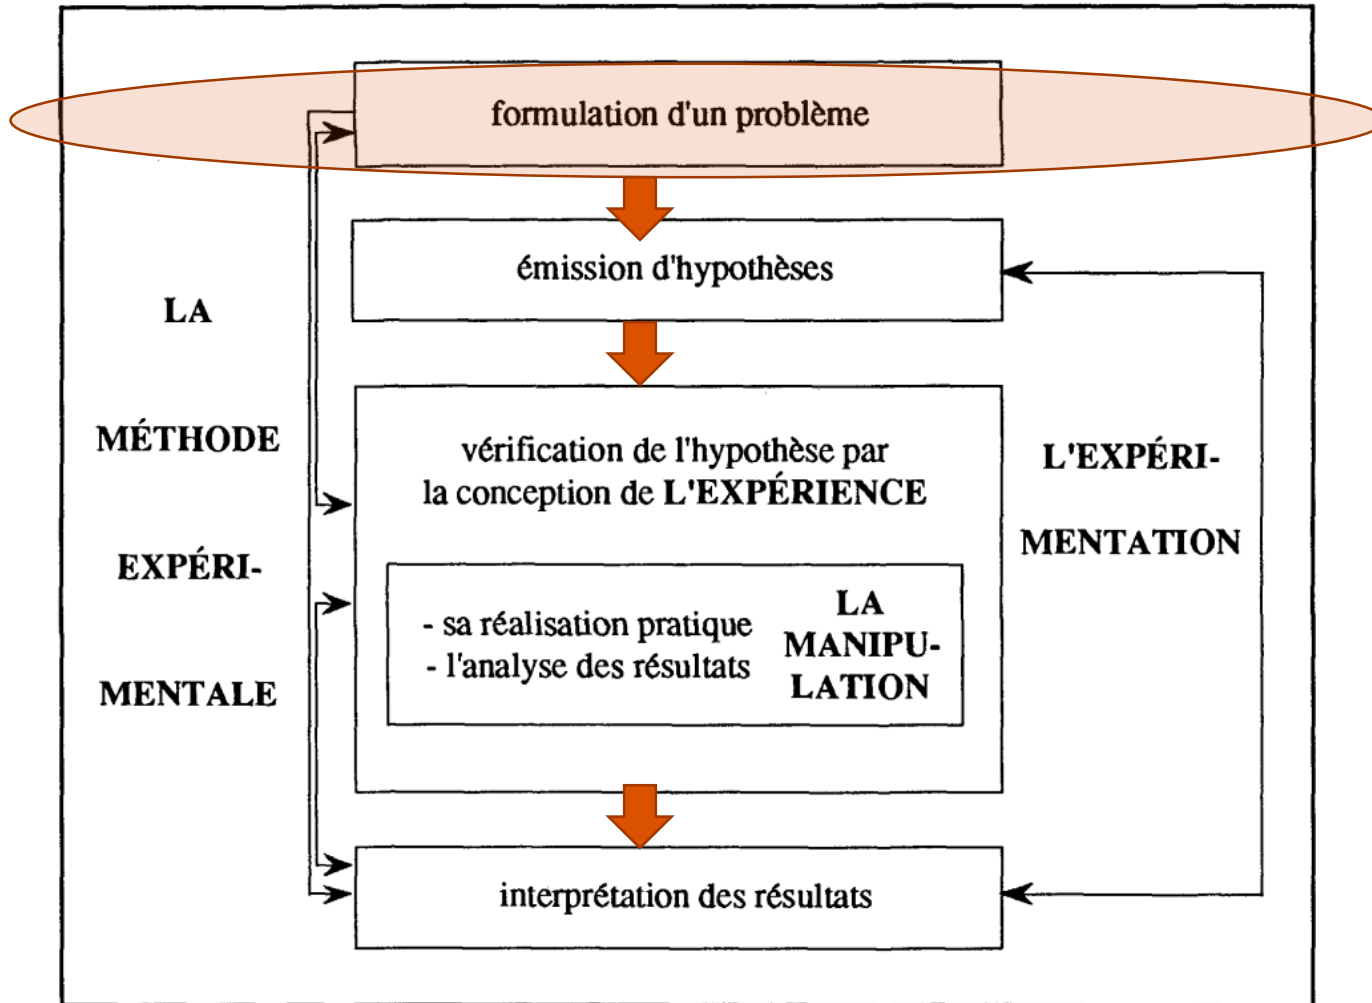 formulation d'un problème
émission d'hypothèses
LA
MÉTHODE
EXPÉRI-
MENTALE
vérification de l'hypothèse par
la conception de L'EXPÉRIENCE
- sa réalisation pratique
- l'analyse des résultats
LA
MANIPU-
LATION
L'EXPÉRI-
MENTATION
interprétation des résultats